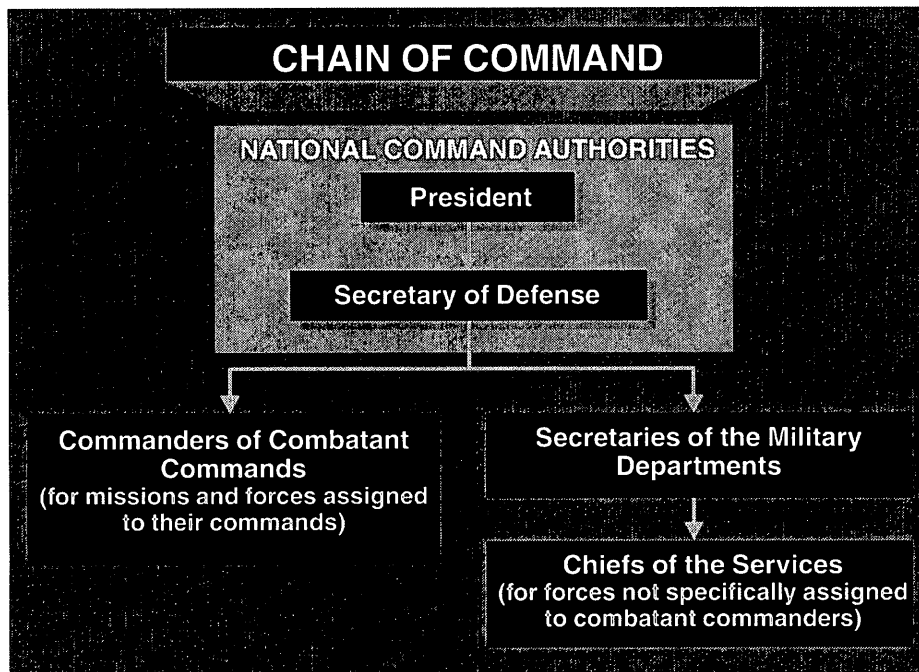 CHAIN OF COMMAND
NATIONAL COMMAND AUTHORITIES
President
Secretary of Defense
Commanders of Combatant
Commands
(for missions and forces assigned
to their commands)
Secretaries of the Military
Departments
Chiefs of the Services
(for forces not specifically assigned
to combatant commanders)